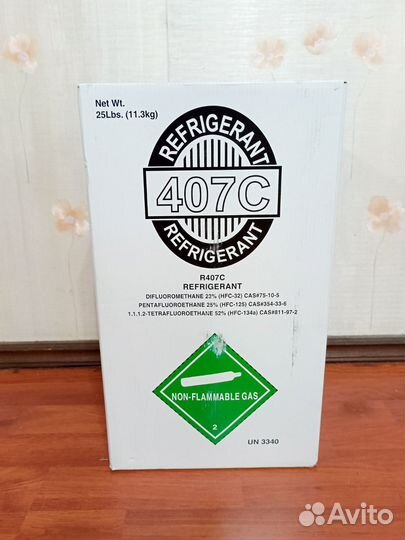 Net Wt.
25Lbs. (11.3kg)
REFRIGERANT
407C
REFRIGERANT
R407C
REFRIGERANT
DIFLUOROMETHANE 23% (HFC-32) CAS#75-10-5
PENTAFLUOROETHANE 25% (HFC-125) CAS#354-33-6
1.1.1.2-TETRAFLUOROETHANE 52% (HFC-134a) CAS#811-97-2
NON-FLAMMABLE GAS
2
UN 3340
Avito